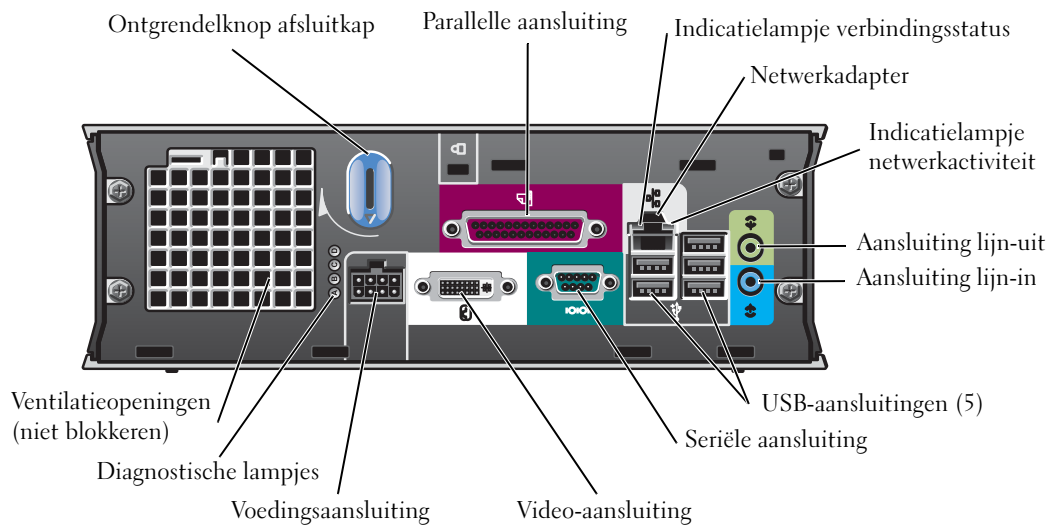 Ontgrendelknop afsluitkap
Parallelle aansluiting
Indicatielampje verbindingsstatus
Netwerkadapter
Indicatielampje
netwerkactiviteit
Aansluiting lijn-uit
Aansluiting lijn-in
USB-aansluitingen (5)
Seriële aansluiting
Video-aansluiting
Voedingsaansluiting
Diagnostische lampjes
Ventilatieopeningen
(niet blokkeren)